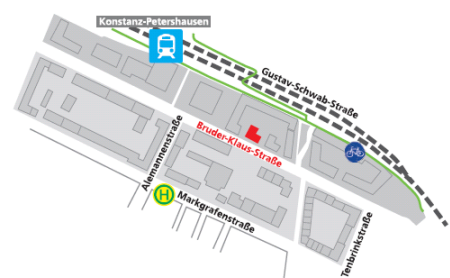 Konstanz-Petershausen
Gustav-Schwab-Straße
Bruder-Klaus-Straße
Alemannenstraße
H
Markgrafenstraße
Tenbrinkstraße